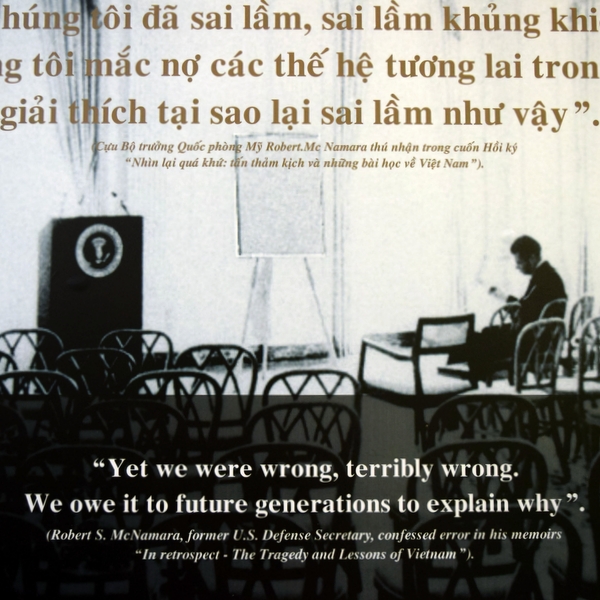 húng tôi đã sai lầm, sai lầm khủng khi
g tôi mắc nợ các thế hệ tương lai tron
giải thích tại sao lại sai lầm như vậy”.
(Cựu Bộ trưởng Quốc phòng Mỹ Robert.Mc Namara thú nhận trong cuốn Hồi ký
“Nhìn lại quá khứ: tấn thảm kịch và những bài học về Việt Nam”).
“Yet we were wrong, terribly wrong.
We owe it to future generations to explain why”.
(Robert S. McNamara, former U.S. Defense Secretary, confessed error in his memoirs
“In retrospect - The Tragedy and Lessons of Vietnam”).